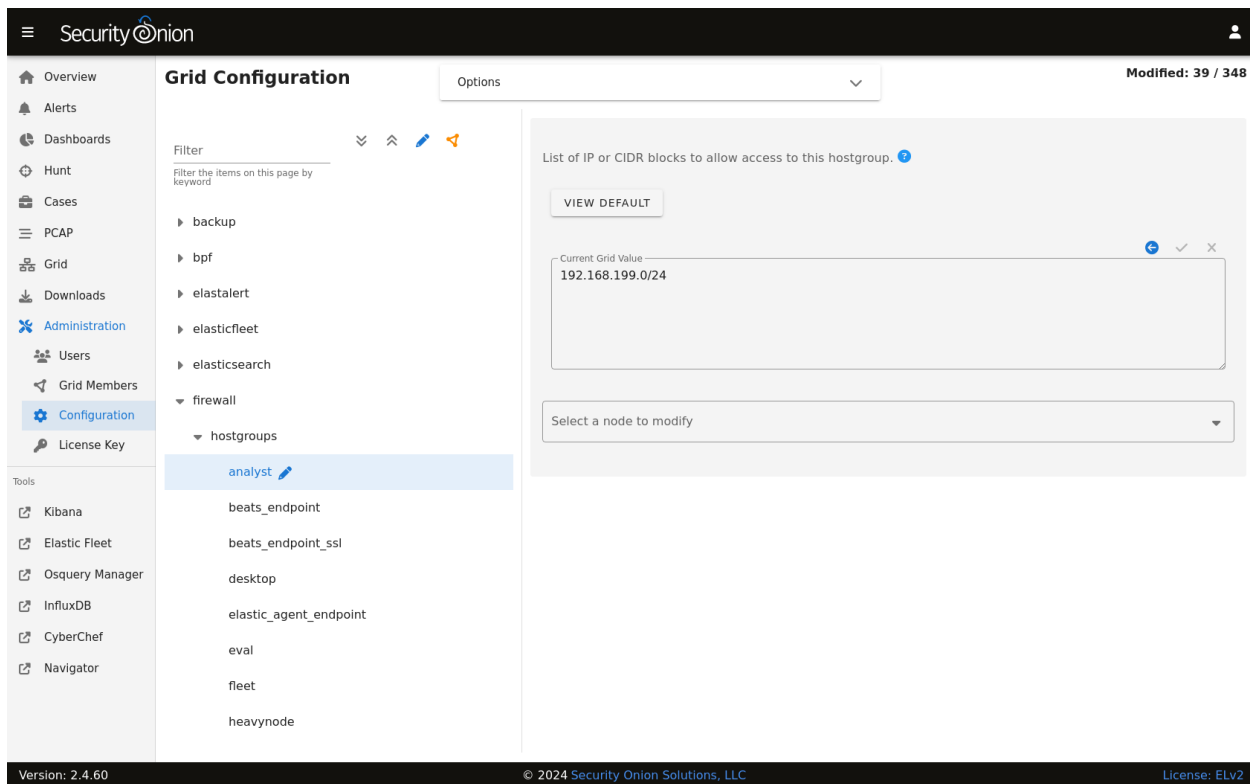 Security Onion
Overview
Alerts
Dashboards
Hunt
Cases
PCAP
Grid
Downloads
Administration
Users
Grid Members
Configuration
License Key
Tools
Kibana
Elastic Fleet
Osquery Manager
InfluxDB
CyberChef
Navigator
Grid Configuration
Options
Modified: 39 / 348
Filter
Filter the items on this page by
keyword
backup
bpf
elastalert
elasticfleet
elasticsearch
firewall
hostgroups
analyst
beats_endpoint
beats_endpoint_ssl
desktop
elastic_agent_endpoint
eval
fleet
heavynode
List of IP or CIDR blocks to allow access to this hostgroup. ?
VIEW DEFAULT
Current Grid Value
192.168.199.0/24
Select a node to modify
Version: 2.4.60
© 2024 Security Onion Solutions, LLC
License: ELv2